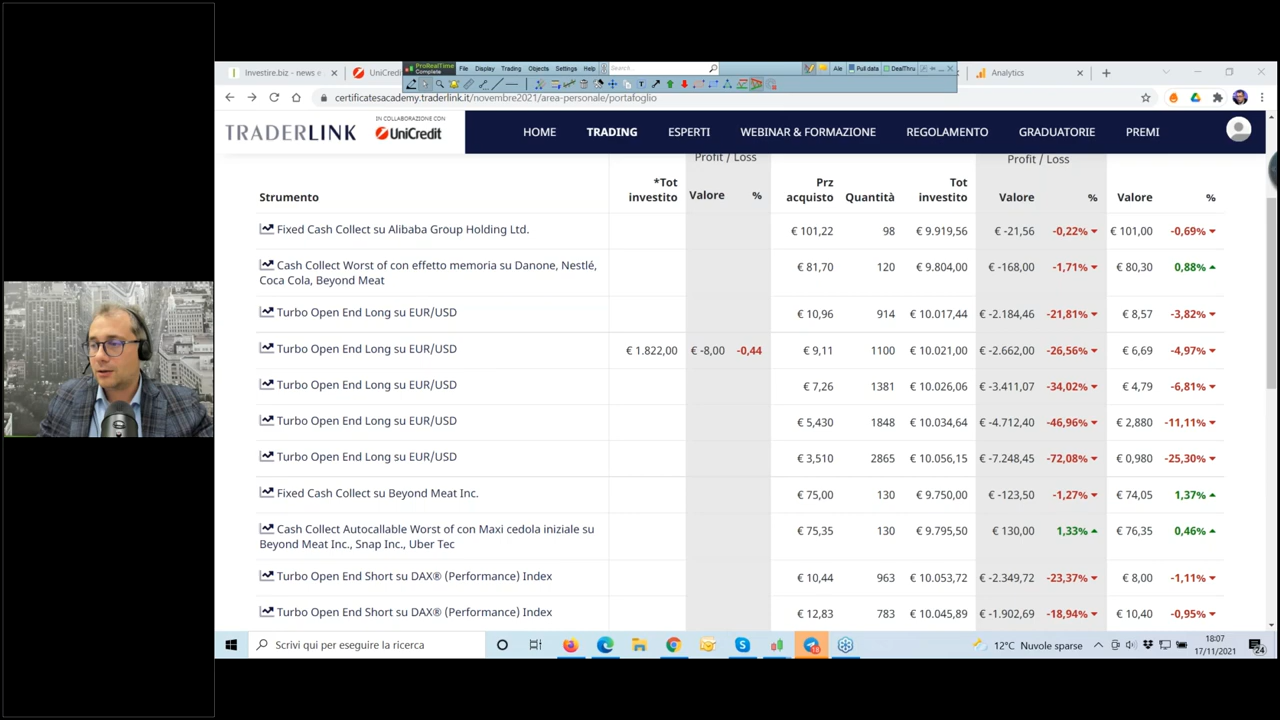 ProRealTime
Complete
File Display Trading Objects Settings Help Search...
Ale Pull data DealThru
Investire.biz - news e
UniCredi
Analytics
certificatesacademy.traderlink.it/novembre2021/area-personale/portafoglio
TRADERLINK
IN COLLABORAZIONE CON
UniCredit
HOME TRADING ESPERTI WEBINAR & FORMAZIONE REGOLAMENTO GRADUATORIE PREMI
Profit / Loss Profit / Loss
Strumento *Tot investito Valore % Prz acquisto Quantità Tot investito Valore % Valore %
Fixed Cash Collect su Alibaba Group Holding Ltd. € 101,22 98 € 9.919,56 € -21,56 -0,22% € 101,00 -0,69%
Cash Collect Worst of con effetto memoria su Danone, Nestlé,
Coca Cola, Beyond Meat € 81,70 120 € 9.804,00 € -168,00 -1,71% € 80,30 0,88%
Turbo Open End Long su EUR/USD € 10,96 914 € 10.017,44 € -2.184,46 -21,81% € 8,57 -3,82%
Turbo Open End Long su EUR/USD € 1.822,00 € -8,00 -0,44 € 9,11 1100 € 10.021,00 € -2.662,00 -26,56% € 6,69 -4,97%
Turbo Open End Long su EUR/USD € 7,26 1381 € 10.026,06 € -3.411,07 -34,02% € 4,79 -6,81%
Turbo Open End Long su EUR/USD € 5,430 1848 € 10.034,64 € -4.712,40 -46,96% € 2,880 -11,11%
Turbo Open End Long su EUR/USD € 3,510 2865 € 10.056,15 € -7.248,45 -72,08% € 0,980 -25,30%
Fixed Cash Collect su Beyond Meat Inc. € 75,00 130 € 9.750,00 € -123,50 -1,27% € 74,05 1,37%
Cash Collect Autocallable Worst of con Maxi cedola iniziale su
Beyond Meat Inc., Snap Inc., Uber Tec € 75,35 130 € 9.795,50 € 130,00 1,33% € 76,35 0,46%
Turbo Open End Short su DAX® (Performance) Index € 10,44 963 € 10.053,72 € -2.349,72 -23,37% € 8,00 -1,11%
Turbo Open End Short su DAX® (Performance) Index € 12,83 783 € 10.045,89 € -1.902,69 -18,94% € 10,40 -0,95%
Scrivi qui per eseguire la ricerca
12°C Nuvole sparse
18:07
17/11/2021
24